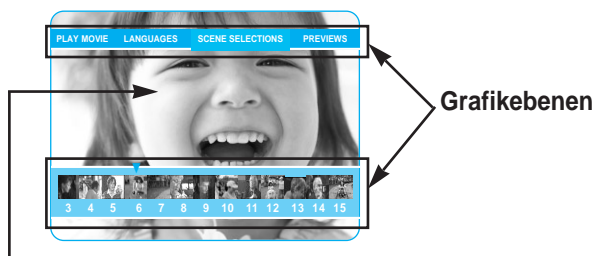 PLAY MOVIE LANGUAGES SCENE SELECTIONS PREVIEWS
Grafikebenen
3 4 5 6 7 8 9 10 11 12 13 14 15